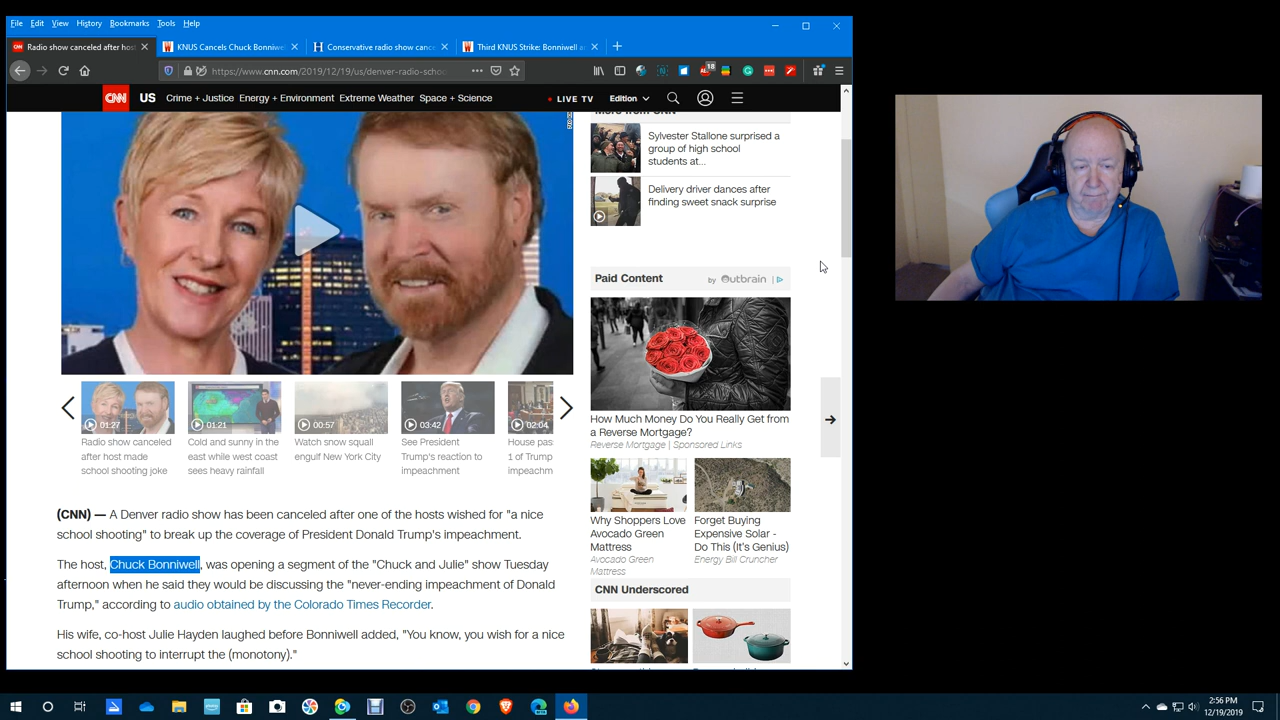 File Edit View History Bookmarks Tools Help
Radio show canceled after host
KNUS Cancels Chuck Bonniwell
Conservative radio show cance
Third KNUS Strike: Bonniwell a
https://www.cnn.com/2019/12/19/us/denver-radio-schoo
18
CNN US Crime + Justice Energy + Environment Extreme Weather Space + Science LIVE TV Edition
More from CNN
Sylvester Stallone surprised a
group of high school
students at...
Delivery driver dances after
finding sweet snack surprise
Paid Content by Outbrain
How Much Money Do You Really Get from
a Reverse Mortgage?
Reverse Mortgage | Sponsored Links
Why Shoppers Love
Avocado Green
Mattress
Avocado Green
Mattress
Forget Buying
Expensive Solar -
Do This (It's Genius)
Energy Bill Cruncher
CNN Underscored
01:27
Radio show canceled
after host made
school shooting joke
01:21
Cold and sunny in the
east while west coast
sees heavy rainfall
00:57
Watch snow squall
engulf New York City
03:42
See President
Trump's reaction to
impeachment
02:04
House pas
1 of Trump
impeachm
(CNN) — A Denver radio show has been canceled after one of the hosts wished for "a nice
school shooting" to break up the coverage of President Donald Trump's impeachment.
The host, Chuck Bonniwell, was opening a segment of the "Chuck and Julie" show Tuesday
afternoon when he said they would be discussing the "never-ending impeachment of Donald
Trump," according to audio obtained by the Colorado Times Recorder.
His wife, co-host Julie Hayden laughed before Bonniwell added, "You know, you wish for a nice
school shooting to interrupt the (monotony)."
2:56 PM
12/19/2019